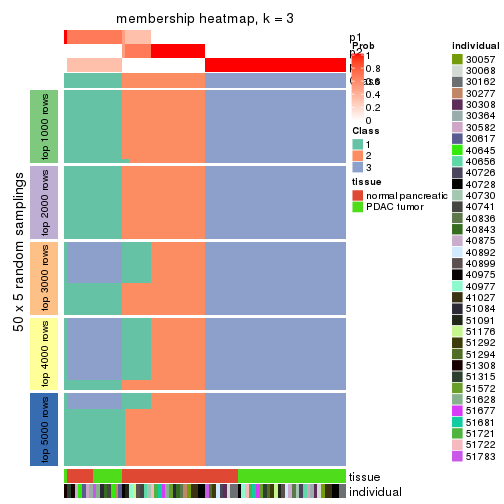 membership heatmap, k = 3
p1
p2
50 x 5 random samplings
top 1000 rows
top 2000 rows
top 3000 rows
top 4000 rows
top 5000 rows
tissue
individual
Prob
1
0.8
0.6
0.4
0.2
0
Class
1
2
3
tissue
normal pancreatic
PDAC tumor
individual
30057
30068
30162
30277
30308
30364
30582
30617
40645
40656
40726
40728
40730
40741
40836
40843
40875
40892
40899
40975
40977
41027
51084
51091
51176
51292
51294
51308
51315
51572
51628
51677
51681
51721
51722
51783